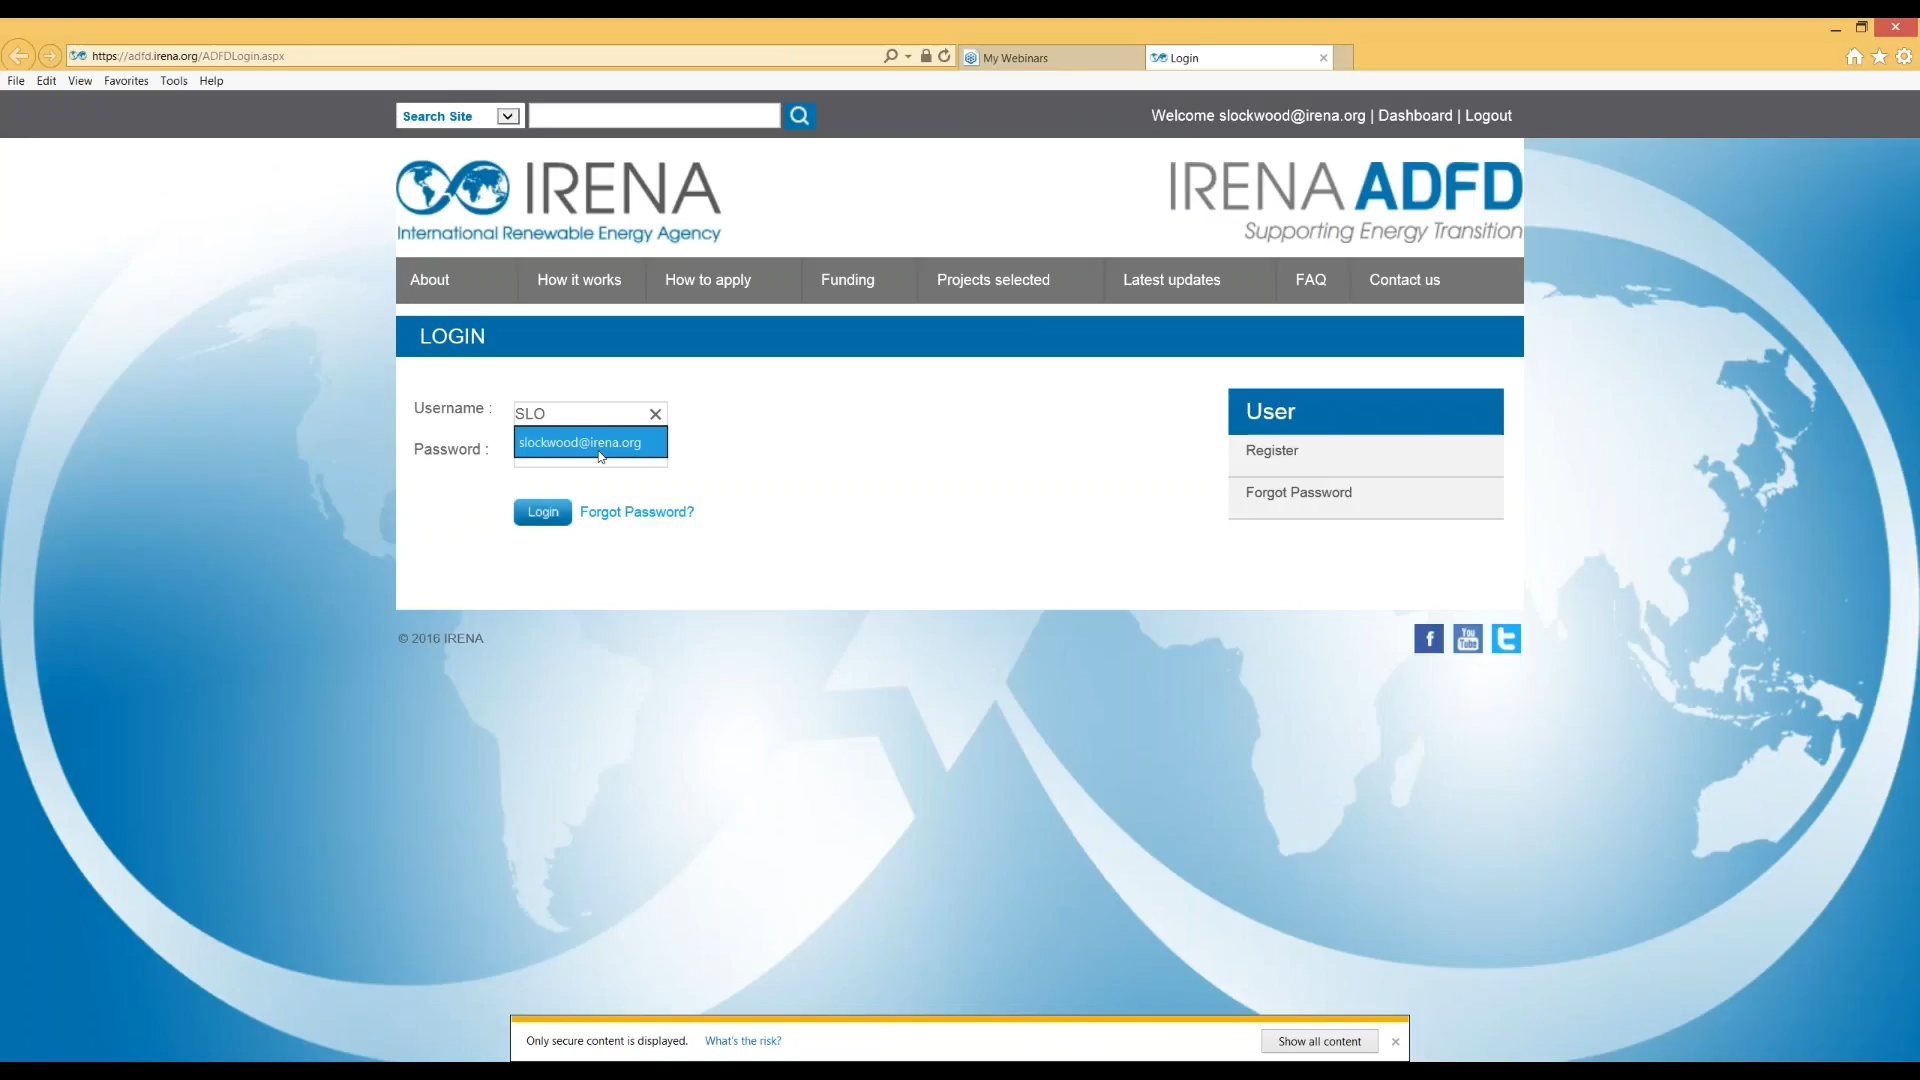 https://adfd.irena.org/ADFDLogin.aspx
My Webinars
Login
File Edit View Favorites Tools Help
Search Site
Welcome slockwood@irena.org | Dashboard | Logout
IRENA
International Renewable Energy Agency
IRENA ADFD
Supporting Energy Transition
About How it works How to apply Funding Projects selected Latest updates FAQ Contact us
LOGIN
Username : SLO
slockwood@irena.org
Password :
Login Forgot Password?
User
Register
Forgot Password
© 2016 IRENA
f
You
Tube
Only secure content is displayed. What's the risk? Show all content